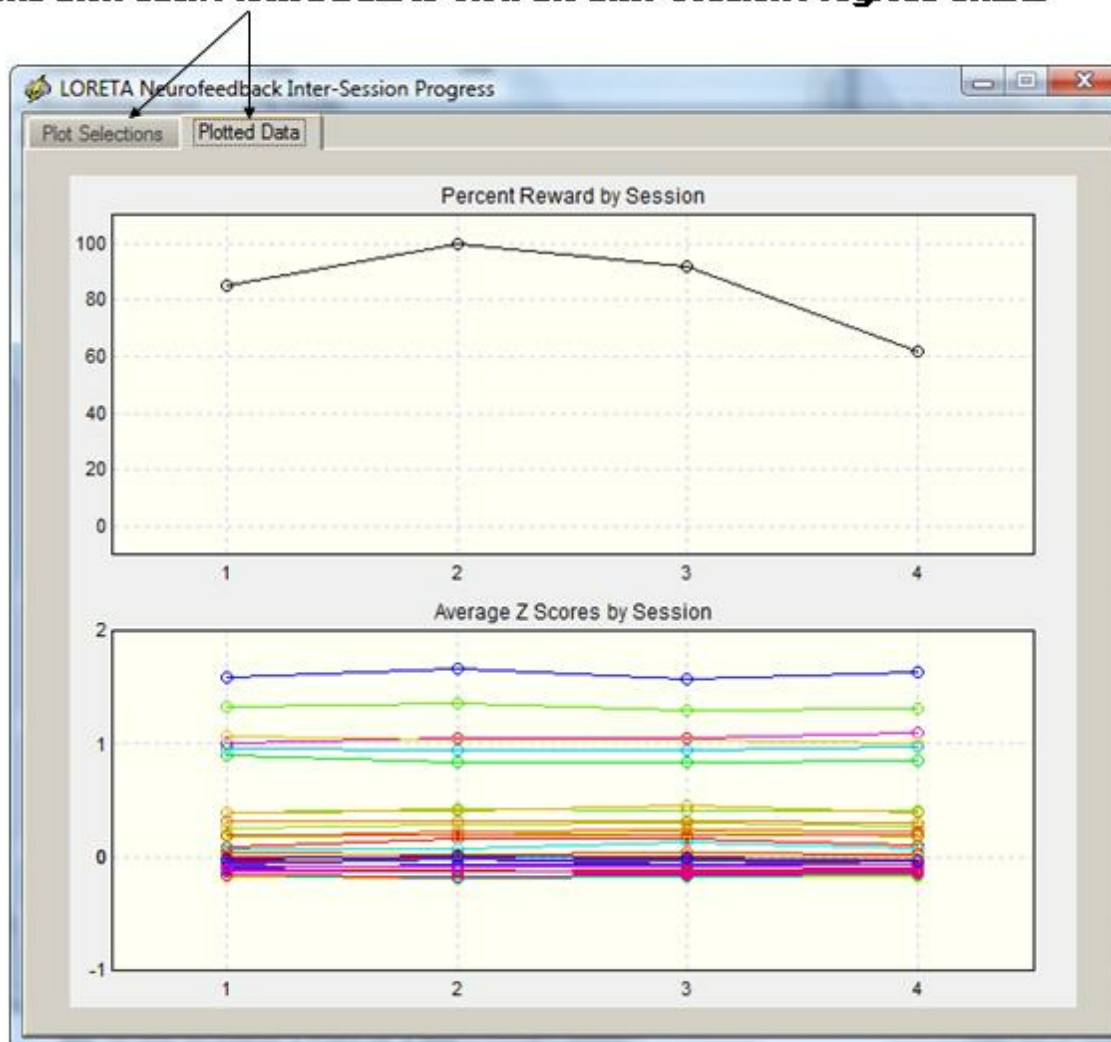 LORETA Neurofeedback Inter-Session Progress
Plot Selections Plotted Data
Percent Reward by Session
100
80
60
40
20
0
1 2 3 4
Average Z Scores by Session
2
1
0
-1
1 2 3 4